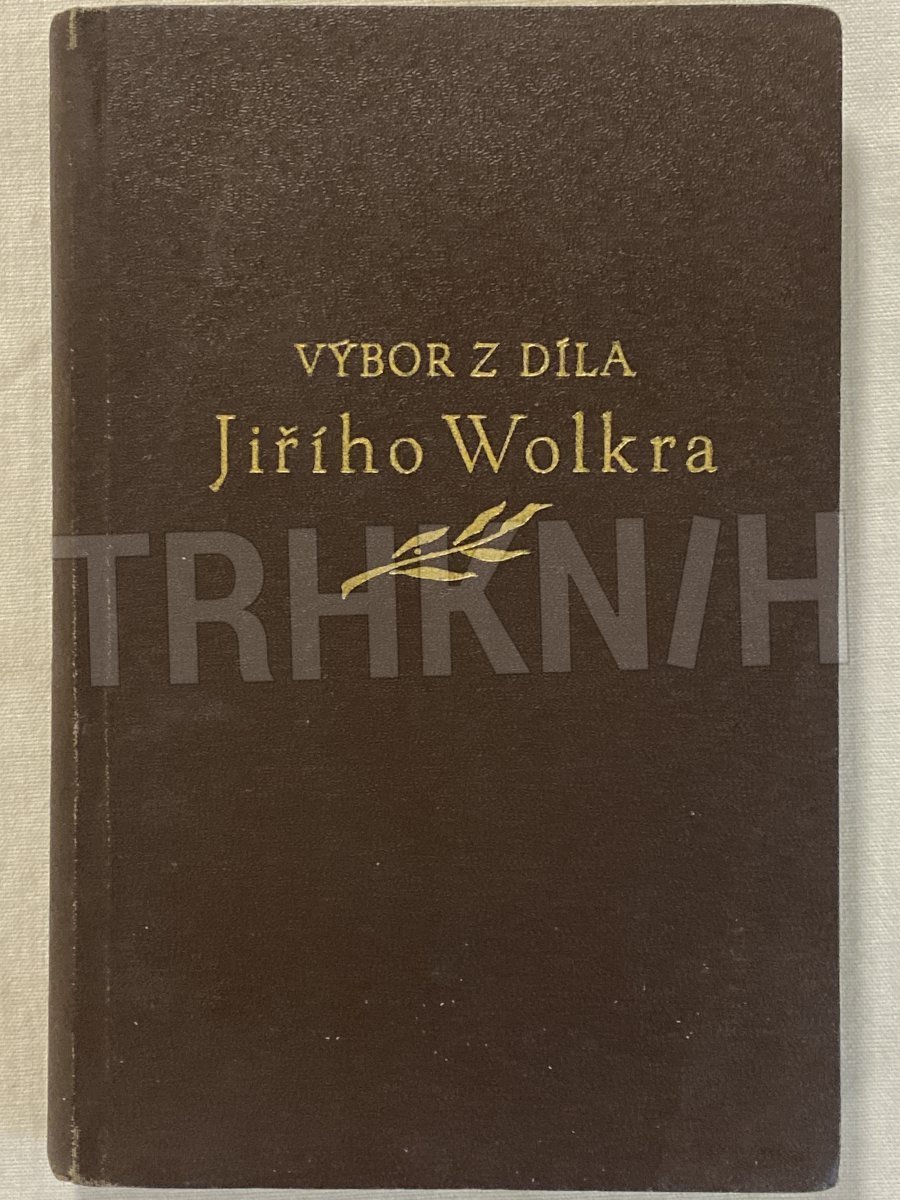 VÝBOR Z DÍLA
Jiřího Wolkra
TRHKNIH